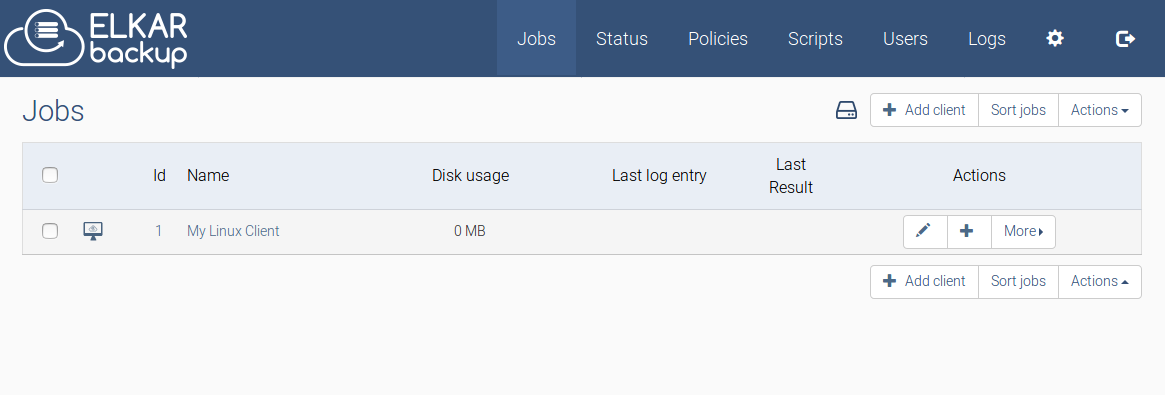 ELKAR
backup
Jobs Status Policies Scripts Users Logs
Jobs
Add client Sort jobs Actions
Id Name Disk usage Last log entry Last Result Actions
1 My Linux Client 0 MB More
Add client Sort jobs Actions